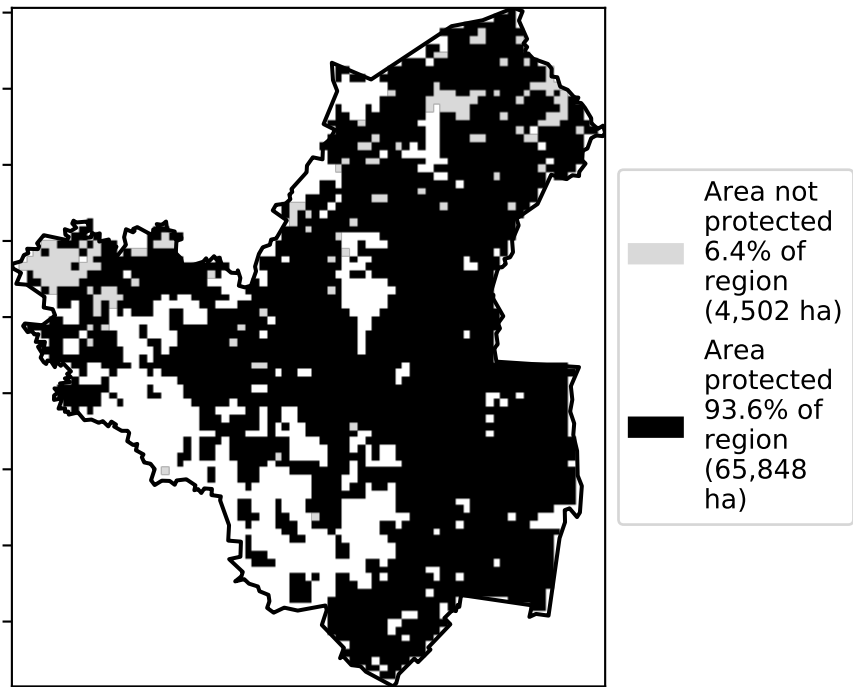 Area not
protected
6.4% of
region
(4,502 ha)
Area
protected
93.6% of
region
(65,848
ha)